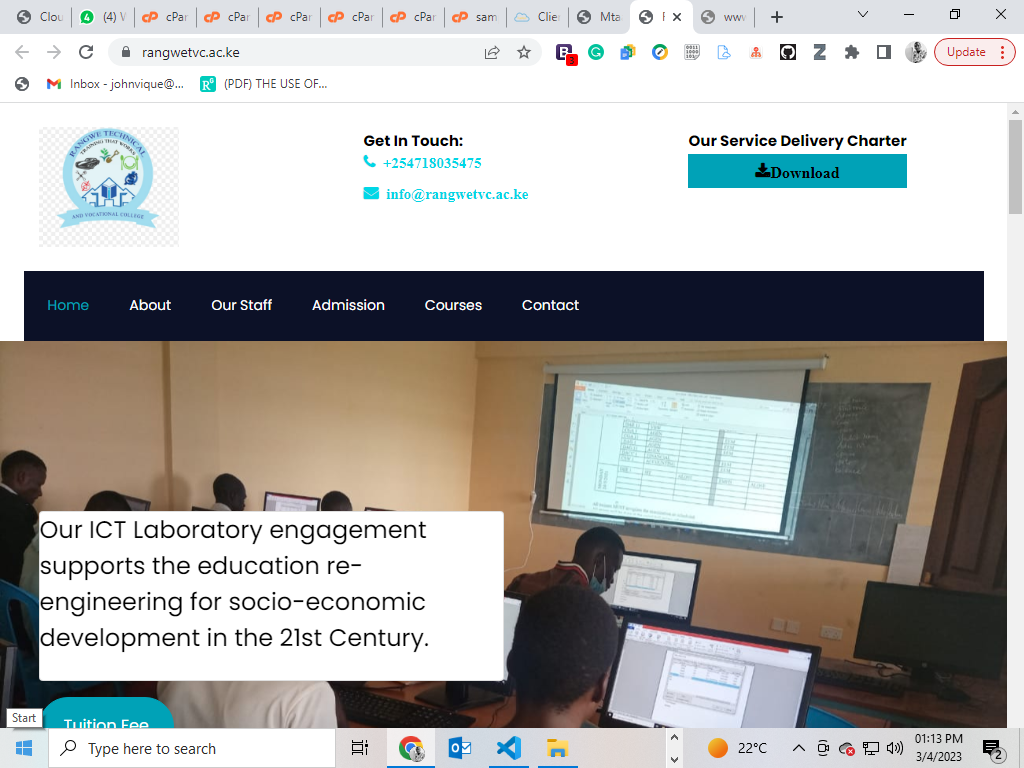 Clou
(4) W
cPar
cPar
cPar
cPar
cPar
sam
Clie
Mta
www
rangwetvc.ac.ke
Update
3
Inbox - johnvique@...
(PDF) THE USE OF...
RANGWE TECHNICAL
TRAINING THAT WORKS
AND VOCATIONAL COLLEGE
Get In Touch:
+254718035475
info@rangwetvc.ac.ke
Our Service Delivery Charter
Download
Home About Our Staff Admission Courses Contact
Our ICT Laboratory engagement
supports the education re-
engineering for socio-economic
development in the 21st Century.
Tuition Fee
Start
Type here to search
22°C
01:13 PM
3/4/2023
2